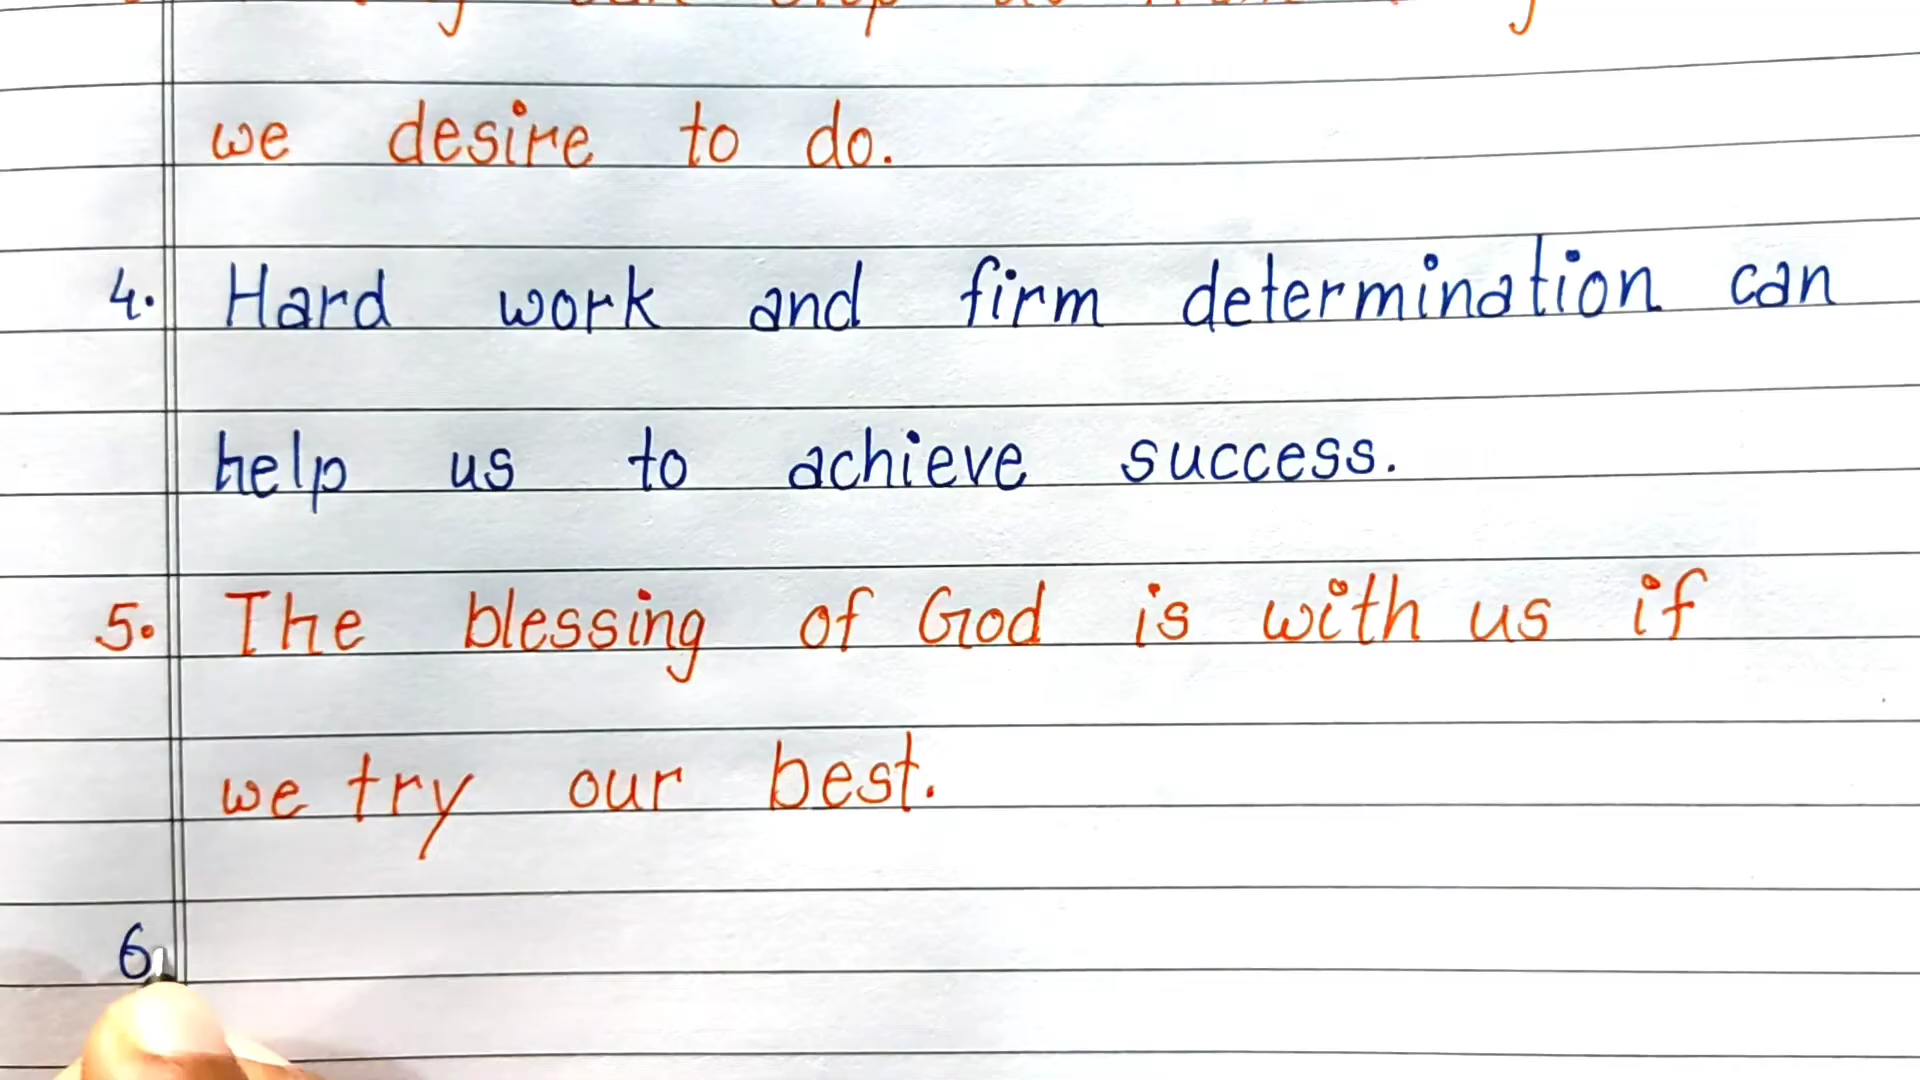 we desire to do.
4. Hard work and firm determination can
help us to achieve success.
5. The blessing of God is with us if
we try our best.
6.